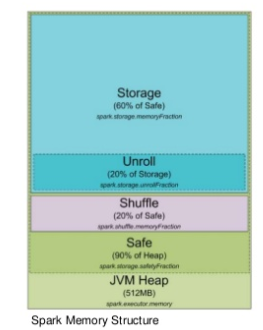 Storage
(60% of Safe)
spark.storage.memoryFraction
Unroll
(20% of Storage)
spark.storage.unrollFraction
Shuffle
(20% of Safe)
spark.shuffle.memoryFraction
Safe
(90% of Heap)
spark.storage.safetyFraction
JVM Heap
(512MB)
spark.executor.memory
Spark Memory Structure